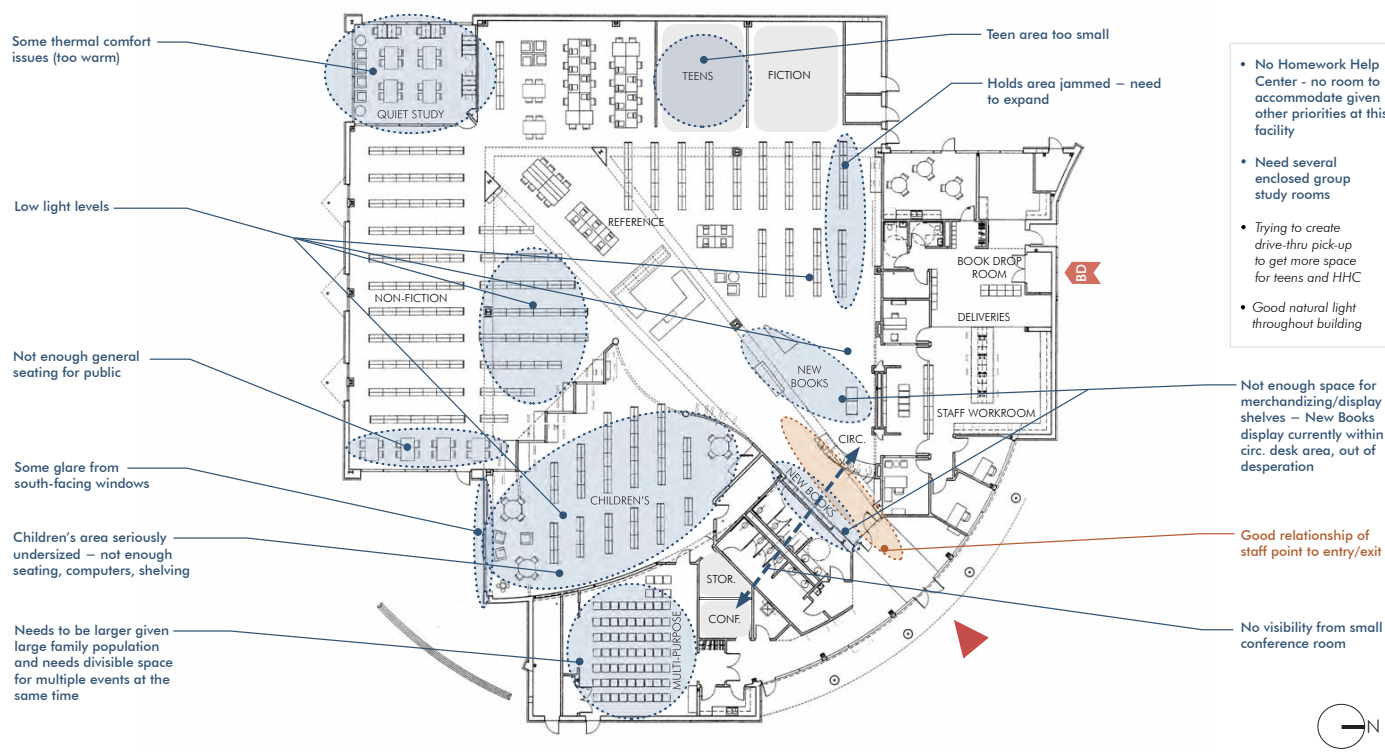 Some thermal comfort
issues (too warm)
Low light levels
Not enough general
seating for public
Some glare from
south-facing windows
Children's area seriously
undersized – not enough
seating, computers, shelving
Needs to be larger given
large family population
and needs divisible space
for multiple events at the
same time
QUIET STUDY
TEENS
FICTION
REFERENCE
NON-FICTION
BOOK DROP
ROOM
BD
DELIVERIES
NEW
BOOKS
STAFF WORKROOM
CIRC.
NEW BOOKS
CHILDREN'S
STOR.
CONF.
MULTI-PURPOSE
Teen area too small
Holds area jammed – need
to expand
• No Homework Help
Center - no room to
accommodate given
other priorities at this
facility
• Need several
enclosed group
study rooms
• Trying to create
drive-thru pick-up
to get more space
for teens and HHC
• Good natural light
throughout building
Not enough space for
merchandizing/display
shelves – New Books
display currently within
circ. desk area, out of
desperation
Good relationship of
staff point to entry/exit
No visibility from small
conference room
N